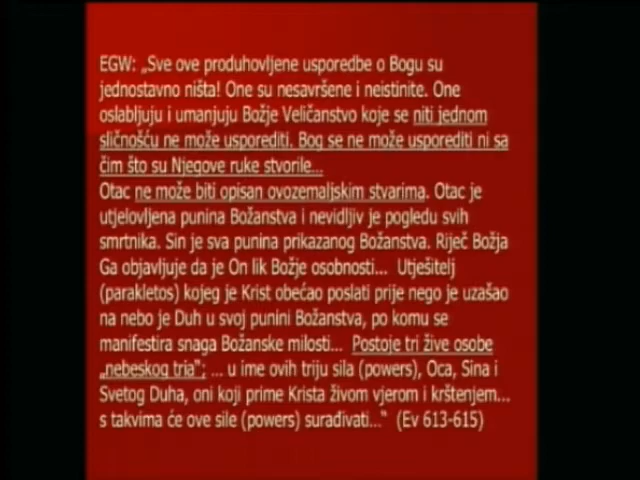 EGW: „Sve ove produhovljene usporedbe o Bogu su
jednostavno ništa! One su nesavršene i neistinite. One
oslabljuju i umanjuju Božje Veličanstvo koje se niti jednom
sličnošću ne može usporediti. Bog se ne može usporediti ni sa
čim što su Njegove ruke stvorile...
Otac ne može biti opisan ovozemaljskim stvarima. Otac je
utjelovljena punina Božanstva i nevidljiv je pogledu svih
smrtnika. Sin je sva punina prikazanog Božanstva. Riječ Božja
Ga objavljuje da je On lik Božje osobnosti... Utješitelj
(parakletos) kojeg je Krist obećao poslati prije nego je uzašao
na nebo je Duh u svoj punini Božanstva, po komu se
manifestira snaga Božanske milosti... Postoje tri žive osobe
„nebeskog tria“; ... u ime ovih triju sila (powers), Oca, Sina i
Svetog Duha, oni koji prime Krista živom vjerom i krštenjem...
s takvima će ove sile (powers) surađivati...“ (Ev 613-615)